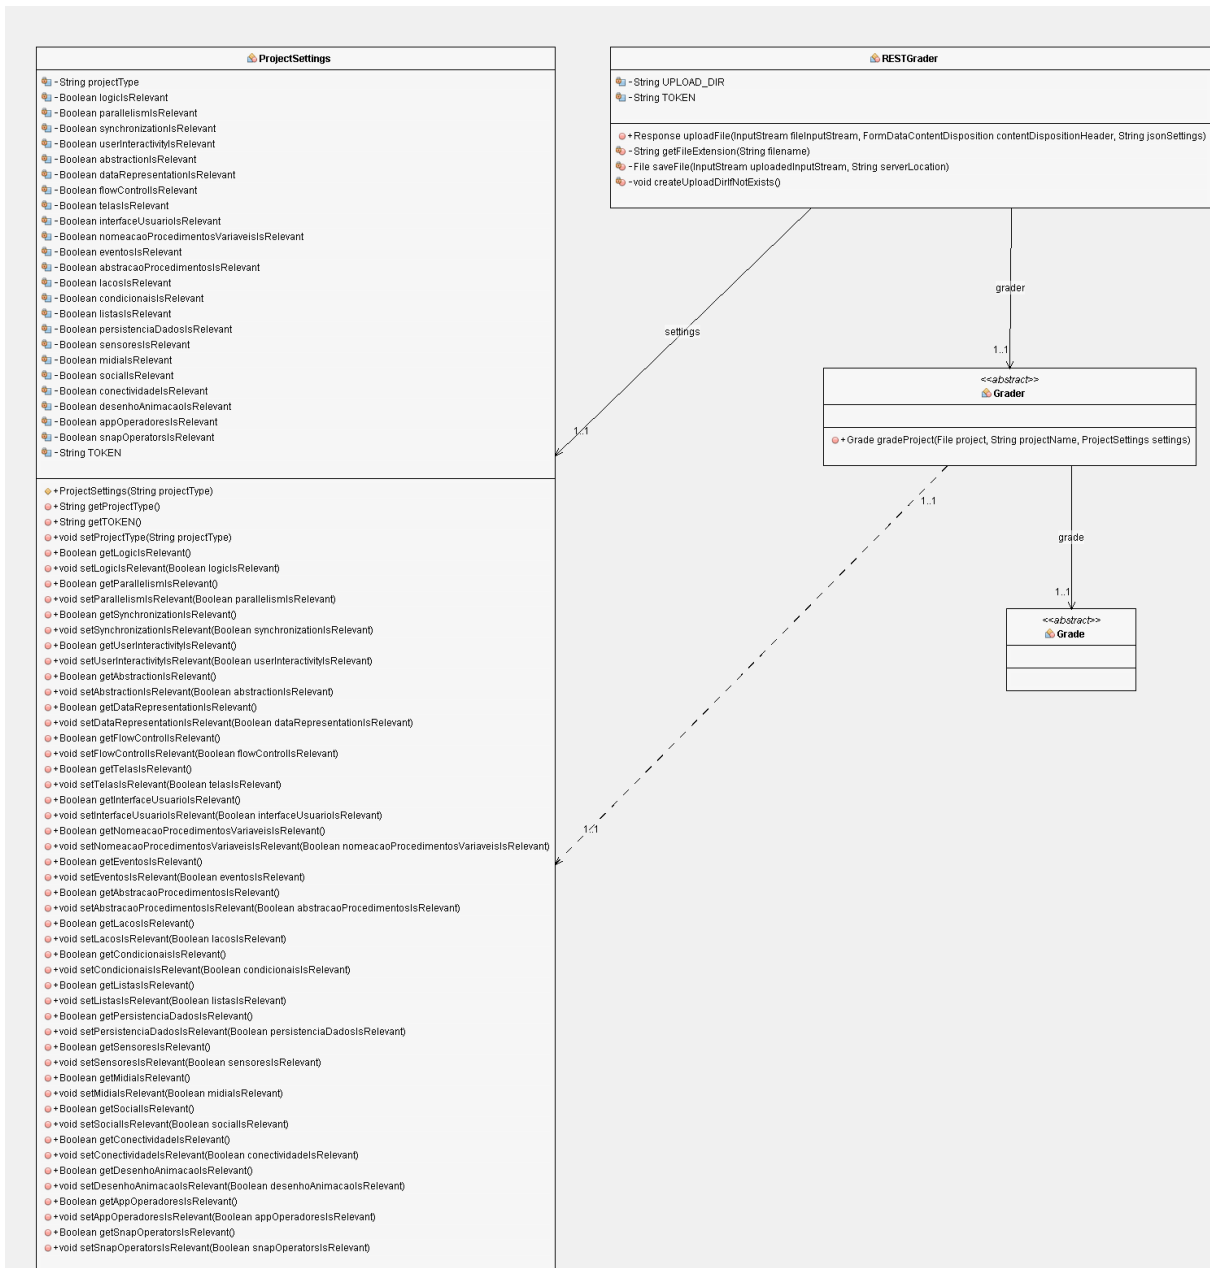 ProjectSettings
-String projectType
-Boolean logicIsRelevant
-Boolean parallelismIsRelevant
-Boolean synchronizationIsRelevant
-Boolean userInteractivityIsRelevant
-Boolean abstractionIsRelevant
-Boolean dataRepresentationIsRelevant
-Boolean flowControlIsRelevant
-Boolean telasIsRelevant
-Boolean interfaceUsuarioIsRelevant
-Boolean nomeacaoProcedimentosVariaveisIsRelevant
-Boolean eventosIsRelevant
-Boolean abstracaoProcedimentosIsRelevant
-Boolean lacosIsRelevant
-Boolean condicionaisIsRelevant
-Boolean listasIsRelevant
-Boolean persistenciaDadosIsRelevant
-Boolean sensoresIsRelevant
-Boolean midiaIsRelevant
-Boolean socialIsRelevant
-Boolean conectividadeIsRelevant
-Boolean desenhoAnimacaoIsRelevant
-Boolean appOperadoresIsRelevant
-Boolean snapOperatorsIsRelevant
-String TOKEN
+ProjectSettings(String projectType)
+String getProjectType()
+String getTOKEN()
+void setProjectType(String projectType)
+Boolean getLogicIsRelevant()
+void setLogicIsRelevant(Boolean logicIsRelevant)
+Boolean getParallelismIsRelevant()
+void setParallelismIsRelevant(Boolean parallelismIsRelevant)
+Boolean getSynchronizationIsRelevant()
+void setSynchronizationIsRelevant(Boolean synchronizationIsRelevant)
+Boolean getUserInteractivityIsRelevant()
+void setUserInteractivityIsRelevant(Boolean userInteractivityIsRelevant)
+Boolean getAbstractionIsRelevant()
+void setAbstractionIsRelevant(Boolean abstractionIsRelevant)
+Boolean getDataRepresentationIsRelevant()
+void setDataRepresentationIsRelevant(Boolean dataRepresentationIsRelevant)
+Boolean getFlowControlIsRelevant()
+void setFlowControlIsRelevant(Boolean flowControlIsRelevant)
+Boolean getTelasIsRelevant()
+void setTelasIsRelevant(Boolean telasIsRelevant)
+Boolean getInterfaceUsuarioIsRelevant()
+void setInterfaceUsuarioIsRelevant(Boolean interfaceUsuarioIsRelevant)
+Boolean getNomeacaoProcedimentosVariaveisIsRelevant()
+void setNomeacaoProcedimentosVariaveisIsRelevant(Boolean nomeacaoProcedimentosVariaveisIsRelevant)
+Boolean getEventosIsRelevant()
+void setEventosIsRelevant(Boolean eventosIsRelevant)
+Boolean getAbstracaoProcedimentosIsRelevant()
+void setAbstracaoProcedimentosIsRelevant(Boolean abstracaoProcedimentosIsRelevant)
+Boolean getLacosIsRelevant()
+void setLacosIsRelevant(Boolean lacosIsRelevant)
+Boolean getCondicionaisIsRelevant()
+void setCondicionaisIsRelevant(Boolean condicionaisIsRelevant)
+Boolean getListasIsRelevant()
+void setListasIsRelevant(Boolean listasIsRelevant)
+Boolean getPersistenciaDadosIsRelevant()
+void setPersistenciaDadosIsRelevant(Boolean persistenciaDadosIsRelevant)
+Boolean getSensoresIsRelevant()
+void setSensoresIsRelevant(Boolean sensoresIsRelevant)
+Boolean getMidiaIsRelevant()
+void setMidiaIsRelevant(Boolean midiaIsRelevant)
+Boolean getSocialIsRelevant()
+void setSocialIsRelevant(Boolean socialIsRelevant)
+Boolean getConectividadeIsRelevant()
+void setConectividadeIsRelevant(Boolean conectividadeIsRelevant)
+Boolean getDesenhoAnimacaoIsRelevant()
+void setDesenhoAnimacaoIsRelevant(Boolean desenhoAnimacaoIsRelevant)
+Boolean getAppOperadoresIsRelevant()
+void setAppOperadoresIsRelevant(Boolean appOperadoresIsRelevant)
+Boolean getSnapOperatorsIsRelevant()
+void setSnapOperatorsIsRelevant(Boolean snapOperatorsIsRelevant)
RESTGrader
-String UPLOAD_DIR
-String TOKEN
+Response uploadFile(InputStream fileInputStream, FormDataContentDisposition contentDispositionHeader, String jsonSettings)
-String getFileExtension(String filename)
-File saveFile(InputStream uploadedInputStream, String serverLocation)
-void createUploadDirIfNotExists()
settings
1..1
grader
1..1
<<abstract>>
Grader
+Grade gradeProject(File project, String projectName, ProjectSettings settings)
1..1
1..1
grade
1..1
<<abstract>>
Grade